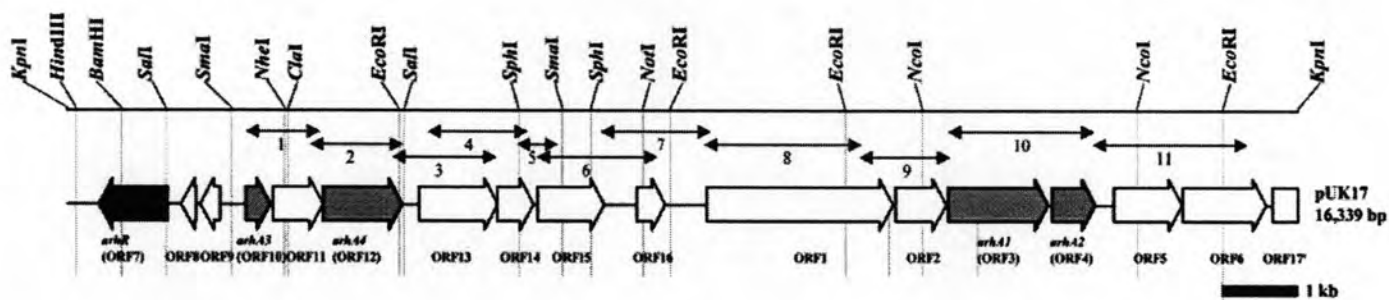 KpnI HindIII BamHI SalI SmaI NheI ClaI EcoRI SalI SphI SmaI SphI NotI EcoRI EcoRI NcoI NcoI EcoRI KpnI
1 2 3 4 5 6 7 8 9 10 11
pUK17
16,339 bp
arhR arhA3 arhA4 arhA1 arhA2
(ORF7) ORF8 ORF9 (ORF10) ORF11 (ORF12) ORF13 ORF14 ORF15 ORF16 ORF1 ORF2 (ORF3) (ORF4) ORF5 ORF6 ORF17'
1 kb